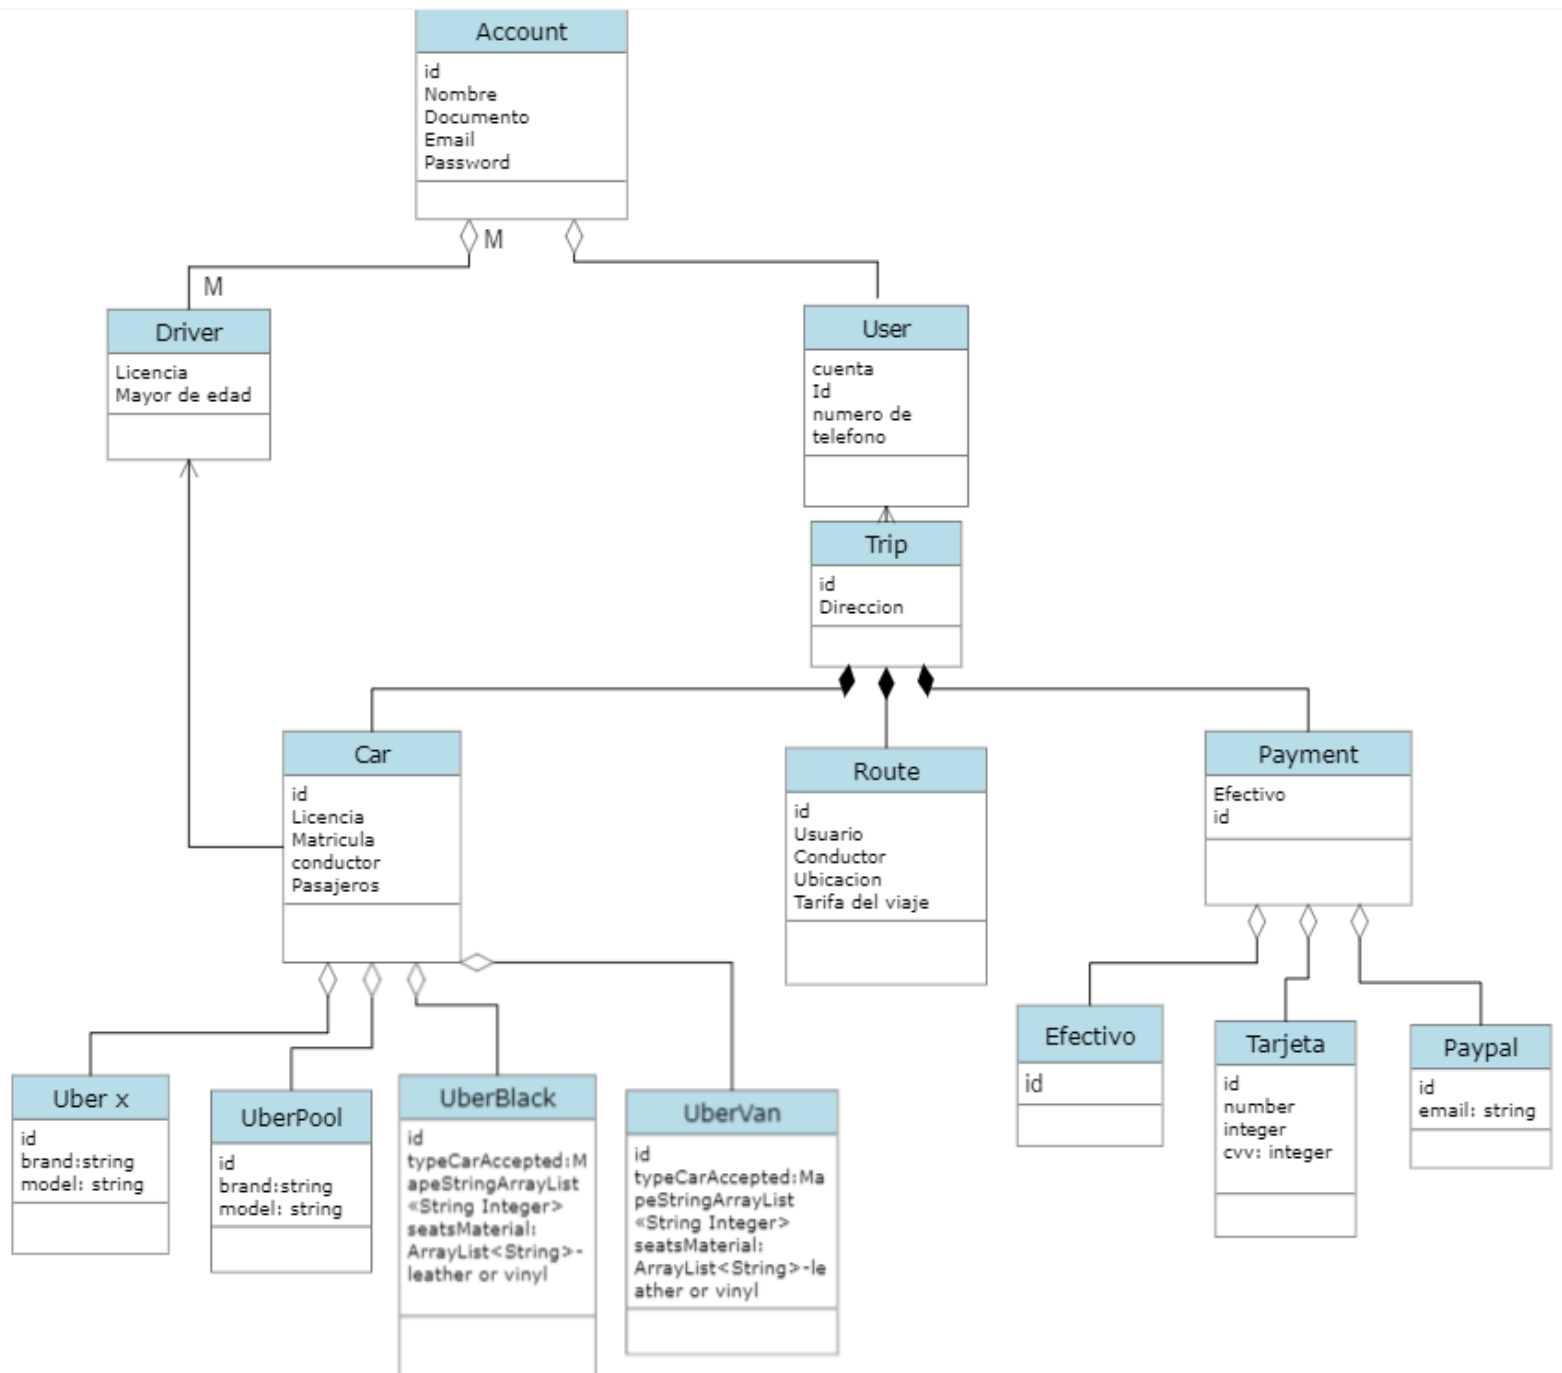 Account
id
Nombre
Documento
Email
Password
M
M
Driver
Licencia
Mayor de edad
User
cuenta
Id
numero de
telefono
Trip
id
Direccion
Car
id
Licencia
Matricula
conductor
Pasajeros
Route
id
Usuario
Conductor
Ubicacion
Tarifa del viaje
Payment
Efectivo
id
Uber x
id
brand:string
model: string
UberPool
id
brand:string
model: string
UberBlack
id
typeCarAccepted:M
apeStringArrayList
«String Integer>
seatsMaterial:
ArrayList<String>-
leather or vinyl
UberVan
id
typeCarAccepted:Ma
peStringArrayList
«String Integer>
seatsMaterial:
ArrayList<String>-le
ather or vinyl
Efectivo
id
Tarjeta
id
number
integer
cvv: integer
Paypal
id
email: string